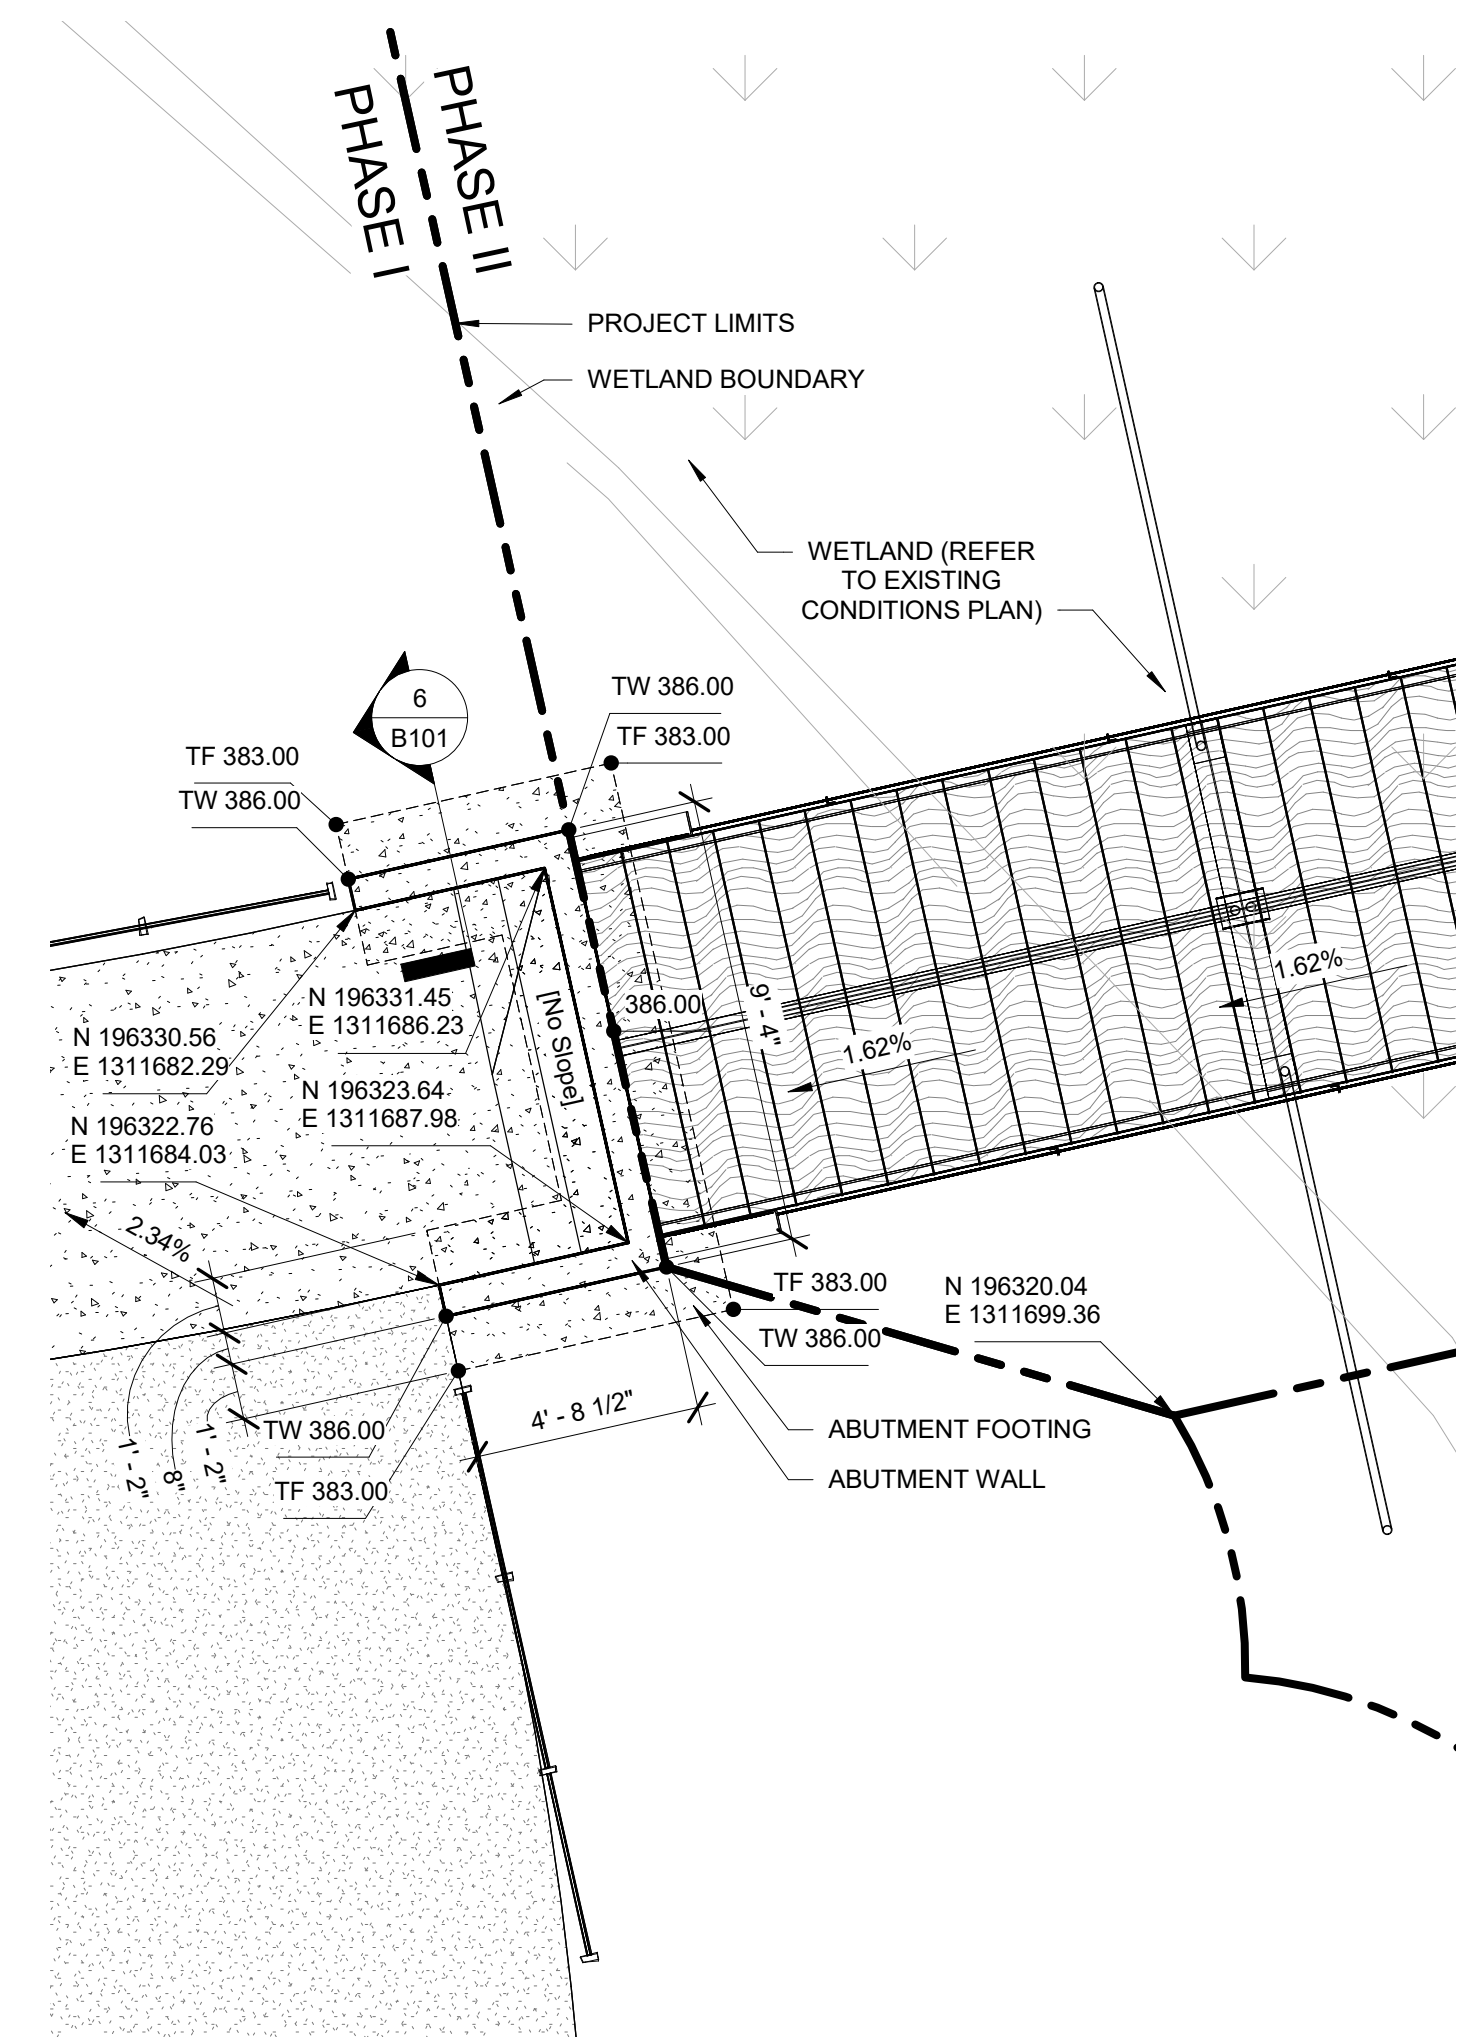 PHASE II
PHASE I
PROJECT LIMITS
WETLAND BOUNDARY
WETLAND (REFER
TO EXISTING
CONDITIONS PLAN)
6
B101
TW 386.00
TF 383.00
TF 383.00
TW 386.00
N 196331.45
E 1311686.23
[No Slope]
386.00
9' - 4"
1.62%
1.62%
N 196330.56
E 1311682.29
N 196323.64
E 1311687.98
N 196322.76
E 1311684.03
2.34%
TF 383.00
TW 386.00
N 196320.04
E 1311699.36
4' - 8 1/2"
1' - 2"
8"
1' - 2"
TW 386.00
TF 383.00
ABUTMENT FOOTING
ABUTMENT WALL